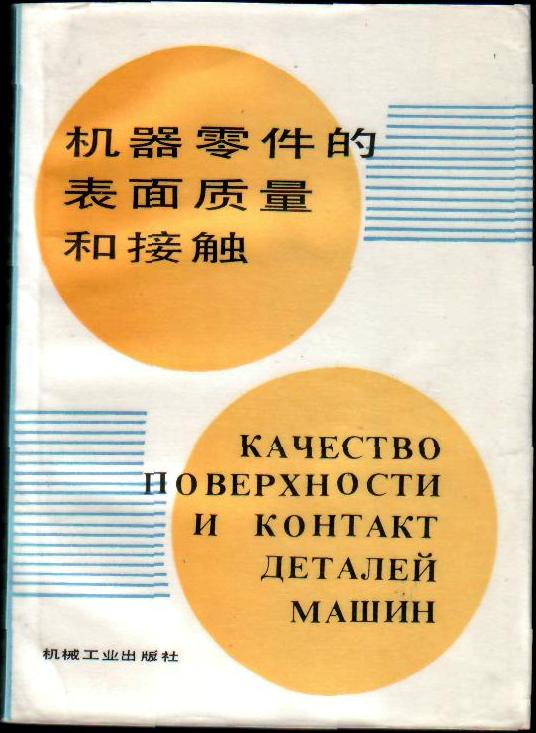 机器零件的
表面质量
和接触
КАЧЕСТВО
ПОВЕРХНОСТИ
И КОНТАКТ
ДЕТАЛЕЙ
МАШИН
机械工业出版社